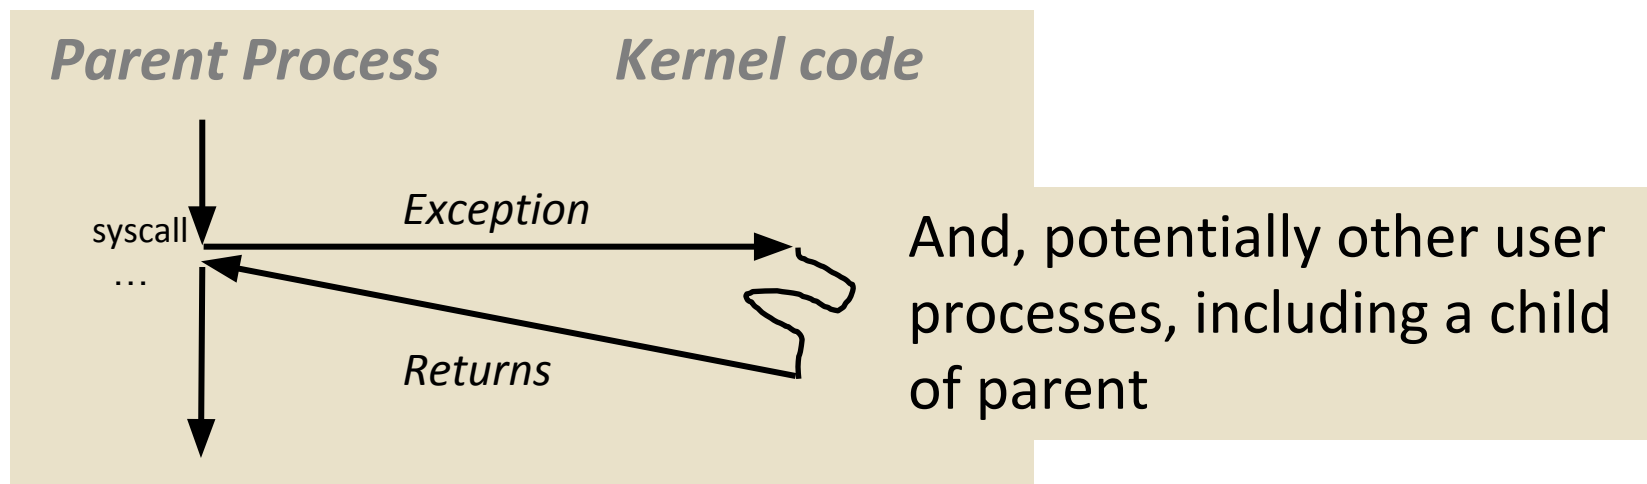 Parent Process
Kernel code
Exception
syscall
...
Returns
And, potentially other user
processes, including a child
of parent